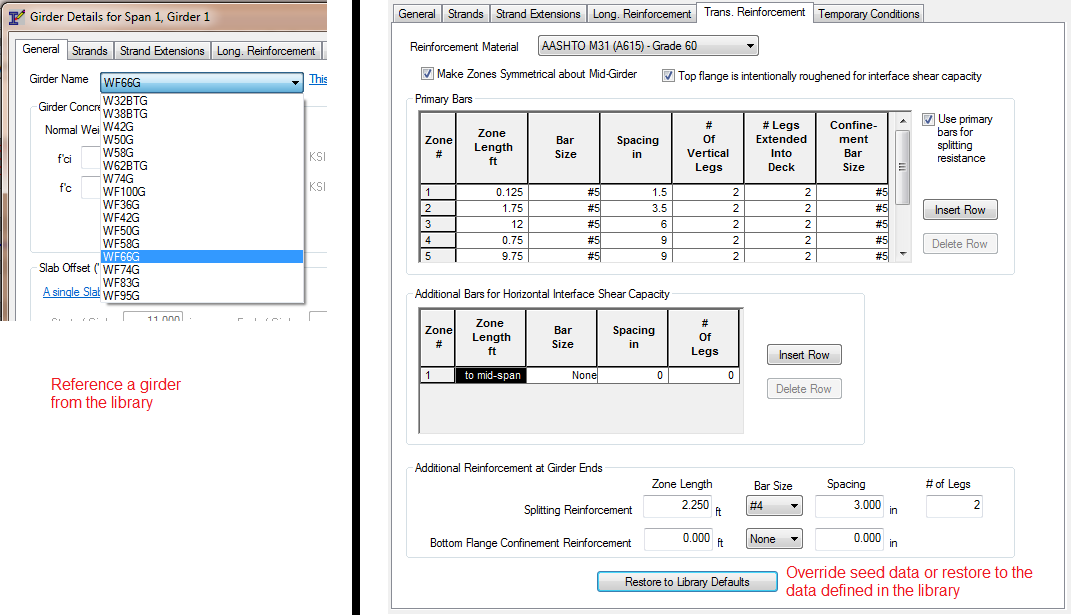 Girder Details for Span 1, Girder 1
General Strands Strand Extensions Long. Reinforcement
Girder Name WF66G This
W32BTG
W38BTG
W42G
W50G
W58G
W62BTG
W74G
WF100G
WF36G
WF42G
WF50G
WF58G
WF66G
WF74G
WF83G
WF95G
Girder Concre
Normal Wei
f'ci KSI
f'c KSI
Slab Offset ("
A single Slab
11.000
Reference a girder
from the library
General Strands Strand Extensions Long. Reinforcement Trans. Reinforcement Temporary Conditions
Reinforcement Material AASHTO M31 (A615) - Grade 60
Make Zones Symmetrical about Mid-Girder Top flange is intentionally roughened for interface shear capacity
Primary Bars
Zone # Zone Length ft Bar Size Spacing in # Of Vertical Legs # Legs Extended Into Deck Confine-ment Bar Size
1 0.125 #5 1.5 2 2 #5
2 1.75 #5 3.5 2 2 #5
3 12 #5 6 2 2 #5
4 0.75 #5 9 2 2 #5
5 9.75 #5 9 2 2 #5
Use primary
bars for
splitting
resistance
Insert Row
Delete Row
Additional Bars for Horizontal Interface Shear Capacity
Zone # Zone Length ft Bar Size Spacing in # Of Legs
1 to mid-span None 0 0
Insert Row
Delete Row
Additional Reinforcement at Girder Ends
Zone Length Bar Size Spacing # of Legs
Splitting Reinforcement 2.250 ft #4 3.000 in 2
Bottom Flange Confinement Reinforcement 0.000 ft None 0.000 in
Restore to Library Defaults
Override seed data or restore to the
data defined in the library